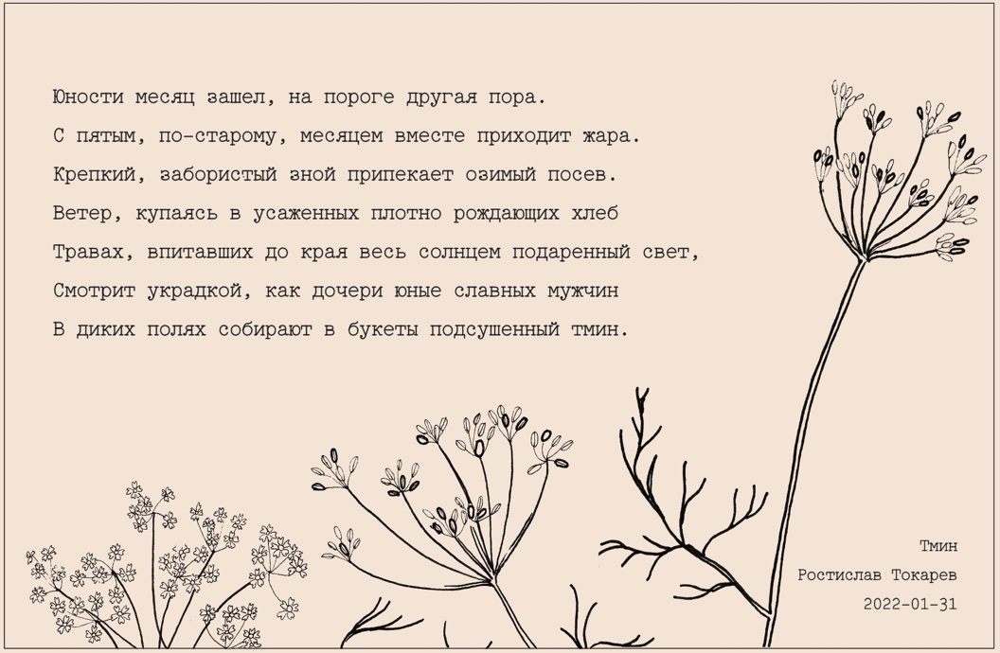 Юности месяц зашел, на пороге другая пора.
С пятым, по-старому, месяцем вместе приходит жара.
Крепкий, забористый зной припекает озимый посев.
Ветер, купаясь в усаженных плотно рождающих хлеб
Травах, впитавших до края весь солнцем подаренный свет,
Смотрит украдкой, как дочери юные славных мужчин
В диких полях собирают в букеты подсушенный тмин.
Тмин
Ростислав Токарев
2022-01-31